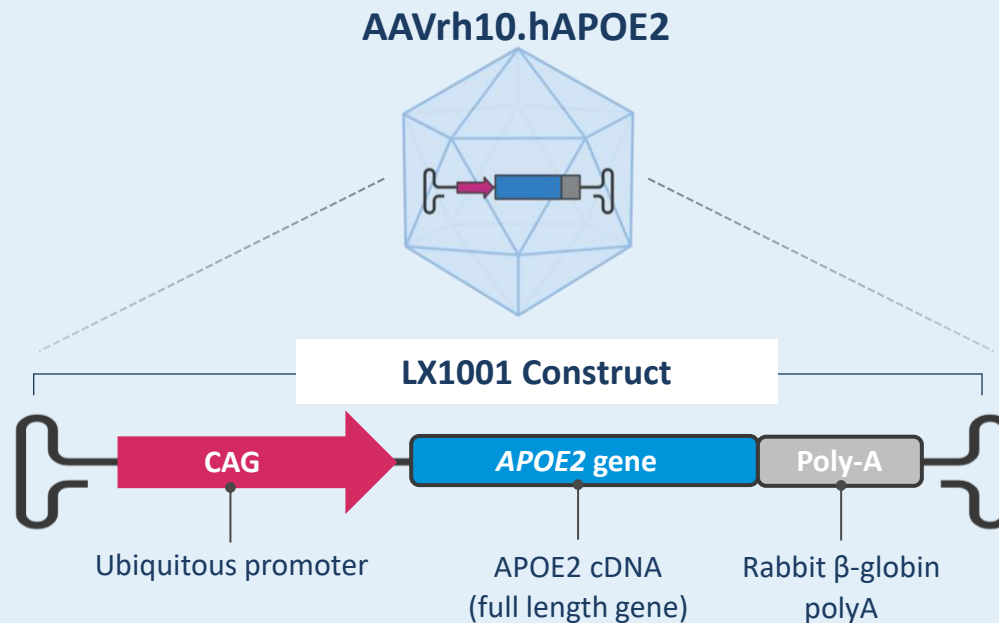 AAVrh10.hAPOE2
LX1001 Construct
CAG
APOE2 gene
Poly-A
Ubiquitous promoter
APOE2 cDNA
(full length gene)
Rabbit β-globin
polyA